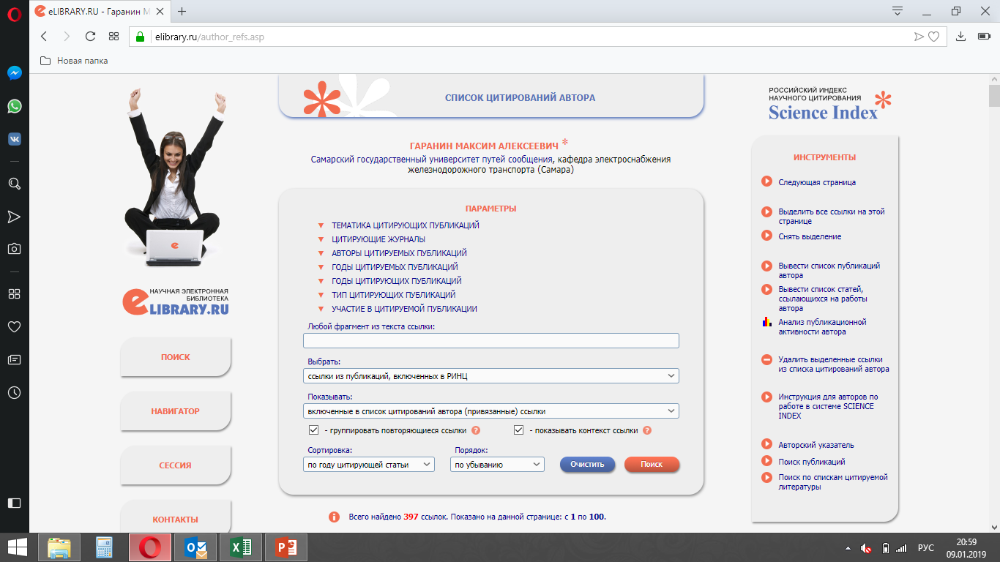 eLIBRARY.RU - Гаранин М
elibrary.ru/author_refs.asp
Новая папка
СПИСОК ЦИТИРОВАНИЙ АВТОРА
РОССИЙСКИЙ ИНДЕКС
НАУЧНОГО ЦИТИРОВАНИЯ
Science Index
ГАРАНИН МАКСИМ АЛЕКСЕЕВИЧ *
Самарский государственный университет путей сообщения, кафедра электроснабжения
железнодорожного транспорта (Самара)
ПАРАМЕТРЫ
ТЕМАТИКА ЦИТИРУЮЩИХ ПУБЛИКАЦИЙ
ЦИТИРУЮЩИЕ ЖУРНАЛЫ
АВТОРЫ ЦИТИРУЕМЫХ ПУБЛИКАЦИЙ
ГОДЫ ЦИТИРУЕМЫХ ПУБЛИКАЦИЙ
ГОДЫ ЦИТИРУЮЩИХ ПУБЛИКАЦИЙ
ТИП ЦИТИРУЮЩИХ ПУБЛИКАЦИЙ
УЧАСТИЕ В ЦИТИРУЕМОЙ ПУБЛИКАЦИИ
Любой фрагмент из текста ссылки:
Выбрать:
ссылки из публикаций, включенных в РИНЦ
Показывать:
включенные в список цитирований автора (привязанные) ссылки
- группировать повторяющиеся ссылки ?
- показывать контекст ссылки ?
Сортировка:
Порядок:
по году цитирующей статьи
по убыванию
Очистить
Поиск
Всего найдено 397 ссылок. Показано на данной странице: с 1 по 100.
НАУЧНАЯ ЭЛЕКТРОННАЯ
БИБЛИОТЕКА
eLIBRARY.RU
ПОИСК
НАВИГАТОР
СЕССИЯ
КОНТАКТЫ
ИНСТРУМЕНТЫ
Следующая страница
Выделить все ссылки на этой
странице
Снять выделение
Вывести список публикаций
автора
Вывести список статей,
ссылающихся на работы
автора
Анализ публикационной
активности автора
Удалить выделенные ссылки
из списка цитирований автора
Инструкция для авторов по
работе в системе SCIENCE
INDEX
Авторский указатель
Поиск публикаций
Поиск по спискам цитируемой
литературы
РУС
20:59
09.01.2019